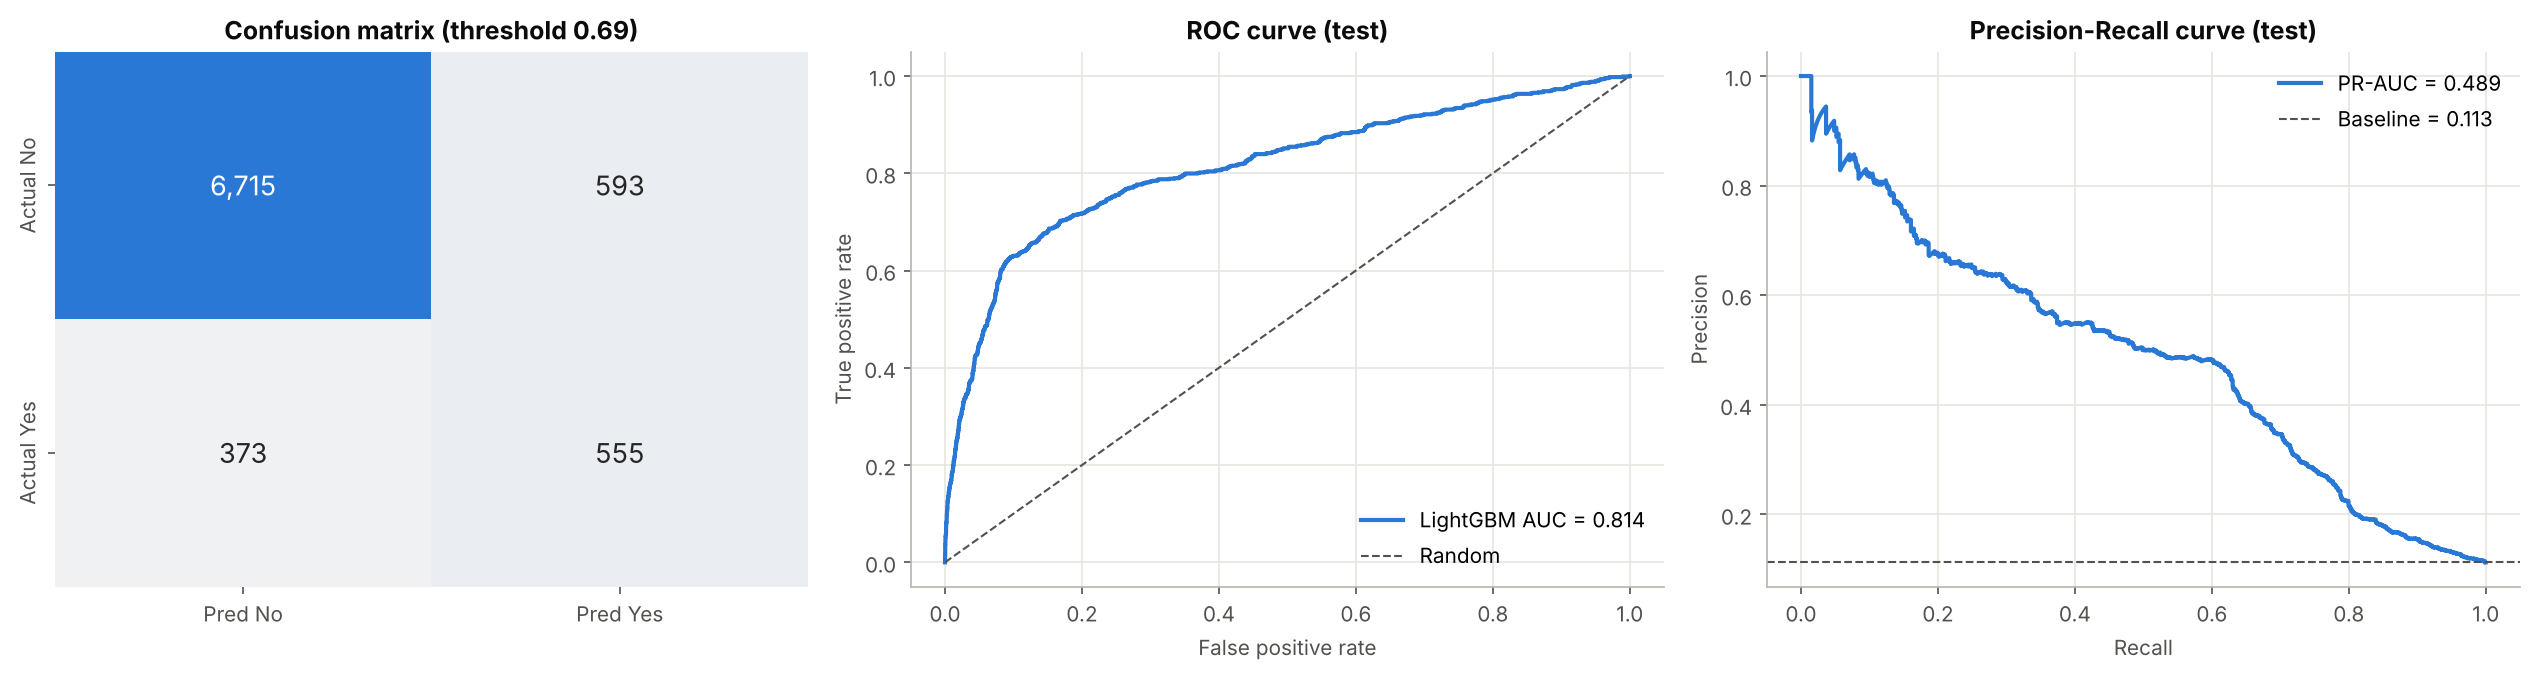 Confusion matrix (threshold 0.69)
Actual No
Actual Yes
6,715
593
373
555
Pred No
Pred Yes
ROC curve (test)
True positive rate
1.0
0.8
0.6
0.4
0.2
0.0
LightGBM AUC = 0.814
Random
0.0
0.2
0.4
0.6
0.8
1.0
False positive rate
Precision-Recall curve (test)
Precision
1.0
0.8
0.6
0.4
0.2
PR-AUC = 0.489
Baseline = 0.113
0.0
0.2
0.4
0.6
0.8
1.0
Recall